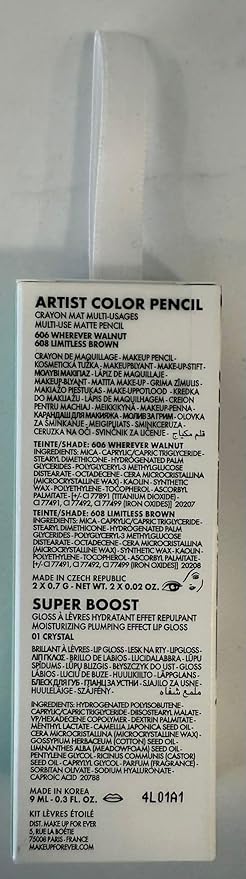 ARTIST COLOR PENCIL
CRAYON MAT MULTI-USAGES
MULTI-USE MATTE PENCIL
606 WHEREVER WALNUT
608 LIMITLESS BROWN
CRAYON DE MAQUILLAGE - MAKEUP PENCIL -
KOSMETICKÁ TUŽKA - MAKEUPBLYANT - MAKE-UP-STIFT -
ΜΟΛΥΒΙ ΜΑΚΙΓΙΑΖ - LÁPIZ DE MAQUILLAJE -
MAKEUP-BLYANT - MATITA MAKE-UP - GRIMA ZĪMULIS -
MAKIAŽO PIEŠTUKAS - MAKE-UPPOTLOOD - KREDKA
DO MAKIJAŻU - LÁPIS DE MAQUILHAGEM - CREION
PENTRU MACHIAJ - MEIKKIKYNÄ - MAKEUP-PENNA -
КАРАНДАШ ДЛЯ МАКИЯЖА - МОЛИВ ЗА ГРИМ - OLOVKA
ZA ŠMINKANJE - MEIGIPLIIATS - SMINKCERUZA -
CERUZKA NA OČI - SVINČNIK ZA LIČENJE - قلم مكياج
TEINTE/SHADE: 606 WHEREVER WALNUT
INGREDIENTS: MICA - CAPRYLIC/CAPRIC TRIGLYCERIDE -
STEARYL DIMETHICONE - HYDROGENATED PALM
GLYCERIDES - POLYGLYCERYL-3 METHYLGLUCOSE
DISTEARATE - OCTADECENE - CERA MICROCRISTALLINA
(MICROCRYSTALLINE WAX) - KAOLIN - SYNTHETIC
WAX - POLYETHYLENE - TOCOPHEROL - ASCORBYL
PALMITATE - [+/- CI 77891 (TITANIUM DIOXIDE) -
CI 77491, CI 77492, CI 77499 (IRON OXIDES)] 20207
TEINTE/SHADE: 608 LIMITLESS BROWN
INGREDIENTS: MICA - CAPRYLIC/CAPRIC TRIGLYCERIDE -
STEARYL DIMETHICONE - HYDROGENATED PALM
GLYCERIDES - POLYGLYCERYL-3 METHYLGLUCOSE
DISTEARATE - OCTADECENE - CERA MICROCRISTALLINA
(MICROCRYSTALLINE WAX) - SYNTHETIC WAX - KAOLIN -
POLYETHYLENE - TOCOPHEROL - ASCORBYL PALMITATE -
[+/- CI 77491, CI 77492, CI 77499 (IRON OXIDES)] 20208
MADE IN CZECH REPUBLIC
2 X 0.7 G - NET WT. 2 X 0.02 OZ.
SUPER BOOST
GLOSS À LÈVRES HYDRATANT EFFET REPULPANT
MOISTURIZING PLUMPING EFFECT LIP GLOSS
01 CRYSTAL
BRILLANT À LÈVRES - LIP GLOSS - LESK NA RTY - LIPGLOSS -
ΛΙΠ ΓΚΛΟΣ - BRILLO DE LABIOS - LUCIDALABBRA - LŪPU
SPĪDUMS - LŪPŲ BLIZGIS - BŁYSZCZYK DO UST - GLOSS
LÁBIOS - LUCIU DE BUZE - HUULIKIILTO - LÄPPGLANS -
БЛЕСК ДЛЯ ГУБ - ГЛАНЦ ЗА УСТНИ - SJAJILO ZA USNE -
HUULELÄIGE - SZÁJFÉNY -
INGREDIENTS: HYDROGENATED POLYISOBUTENE -
CAPRYLIC/CAPRIC TRIGLYCERIDE - DIISOSTEARYL MALATE -
VP/HEXADECENE COPOLYMER - DEXTRIN PALMITATE -
MENTHYL LACTATE - CAMELLIA JAPONICA SEED OIL -
CERA MICROCRISTALLINA (MICROCRYSTALLINE WAX) -
GOSSYPIUM HERBACEUM (COTTON) SEED OIL -
LIMNANTHES ALBA (MEADOWFOAM) SEED OIL -
PENTYLENE GLYCOL - RICINUS COMMUNIS (CASTOR)
SEED OIL - CAPRYLYL GLYCOL - PARFUM (FRAGRANCE) -
SORBITAN OLIVATE - SODIUM HYALURONATE -
CAPROIC ACID 20788
MADE IN KOREA
9 ML - 0.3 FL. OZ.
4L01A1
KIT LÈVRES ÉTOILÉ
DIST. MAKE UP FOR EVER
5, RUE LA BOÉTIE
75008 PARIS - FRANCE
MAKEUPFOREVER.COM